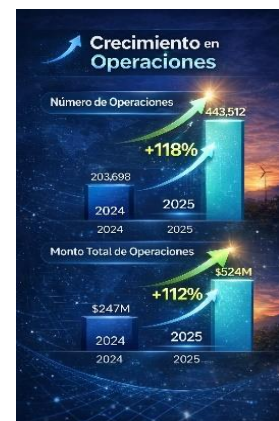 Crecimiento en
Operaciones
Número de Operaciones
443,512
+118%
203,698
2024
2025
2024
2025
Monto Total de Operaciones
$524M
+112%
$247M
2024
2025
2024
2025